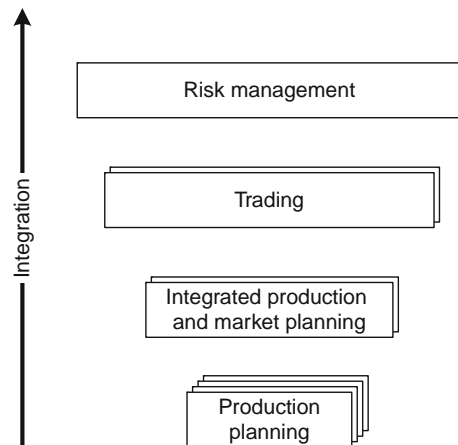 Risk management
Trading
Integration
Integrated production
and market planning
Production
planning